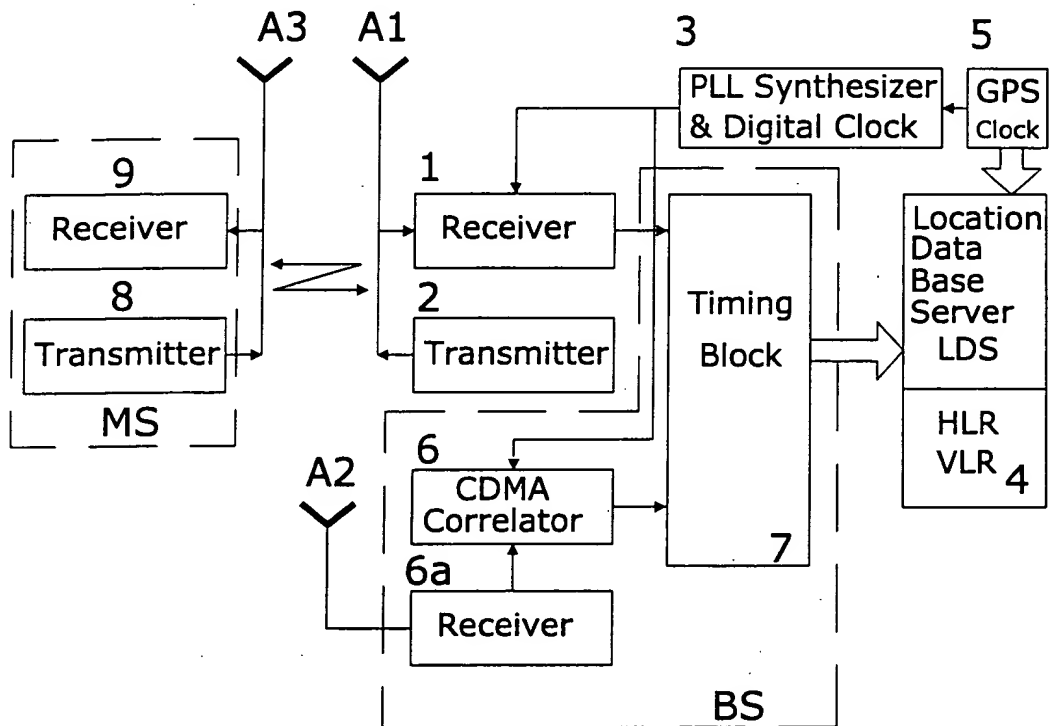 A3
A1
3
5
PLL Synthesizer
& Digital Clock
GPS
Clock
9
Receiver
1
Receiver
8
Transmitter
MS
2
Transmitter
Timing
Block
7
Location
Data
Base
Server
LDS
HLR
VLR
4
A2
6
CDMA
Correlator
6a
Receiver
BS